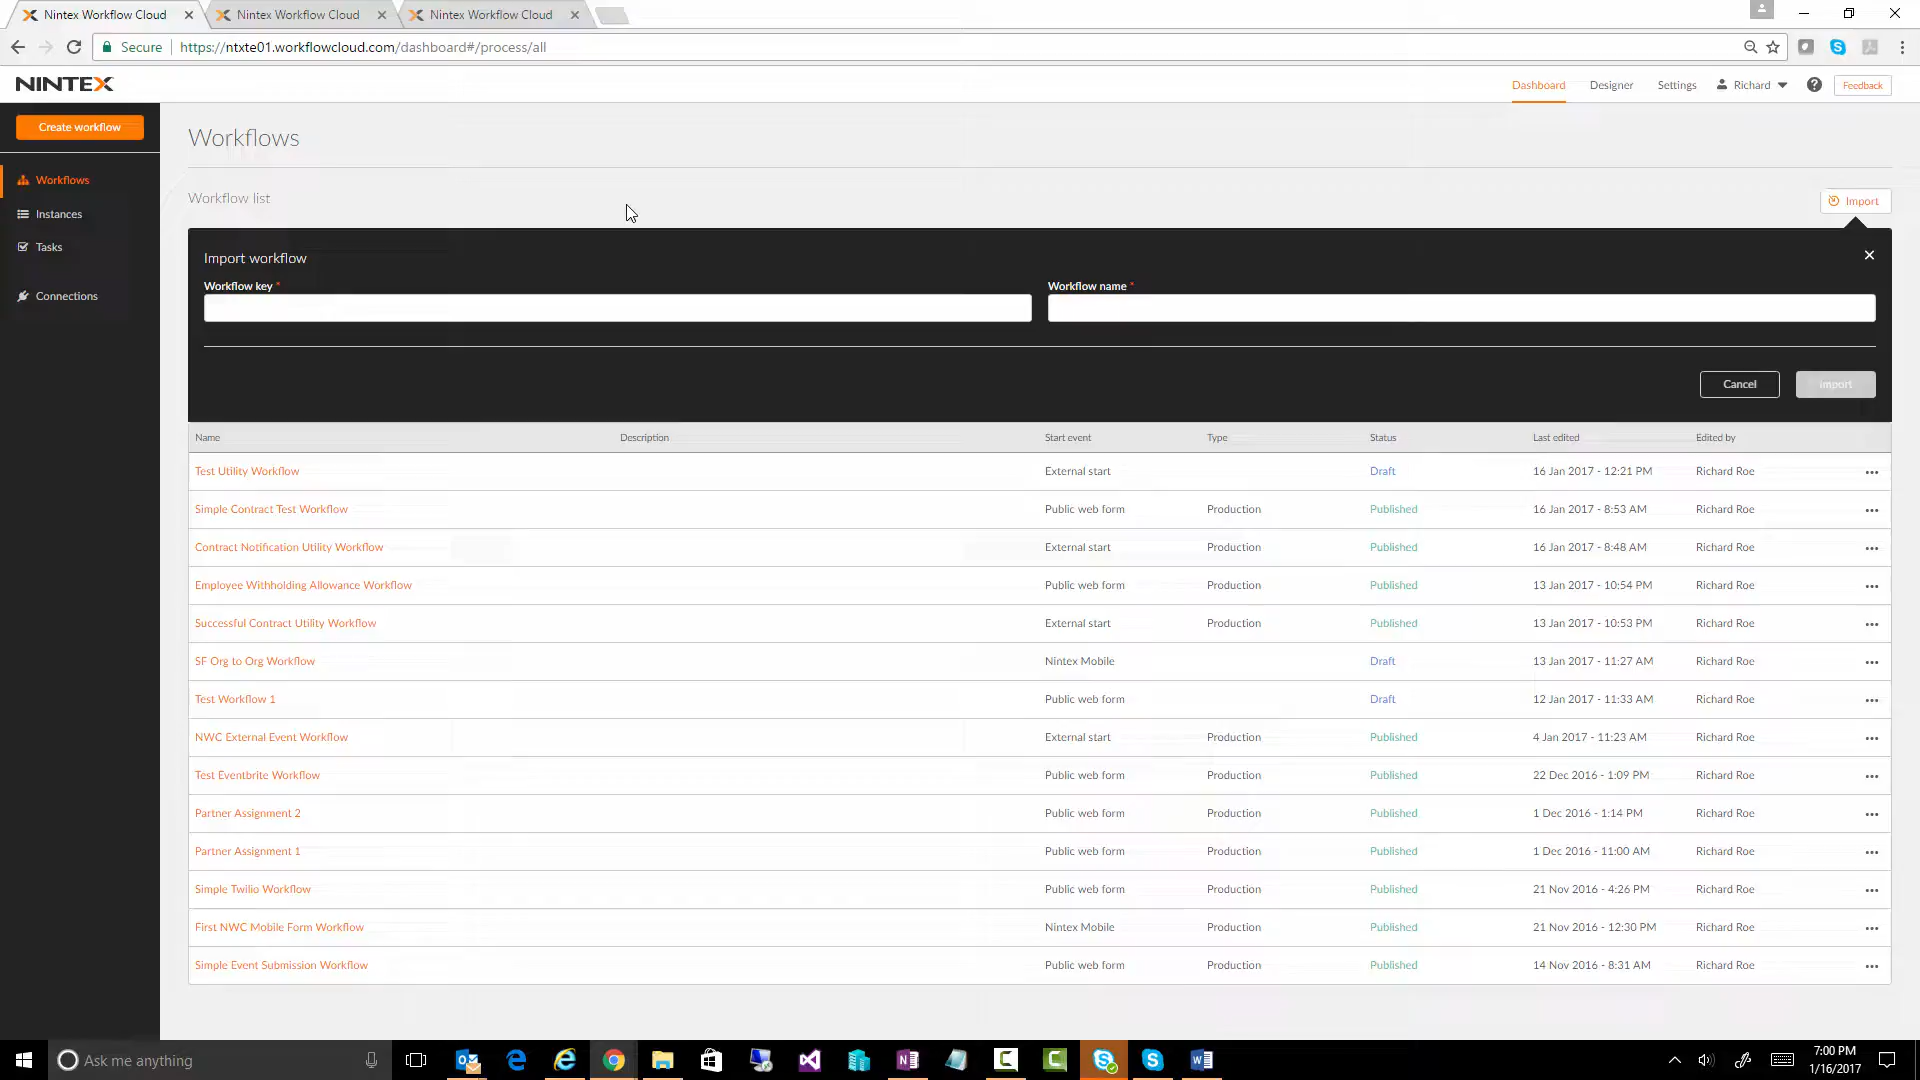 Nintex Workflow Cloud
Nintex Workflow Cloud
Nintex Workflow Cloud
Secure https://ntxte01.workflowcloud.com/dashboard#/process/all
NINTEX
Dashboard Designer Settings Richard Feedback
Create workflow
Workflows
Instances
Tasks
Connections
Workflows
Workflow list
Import
Import workflow
Workflow key * Workflow name *
Cancel Import
Name Description Start event Type Status Last edited Edited by
Test Utility Workflow External start Draft 16 Jan 2017 - 12:21 PM Richard Roe
Simple Contract Test Workflow Public web form Production Published 16 Jan 2017 - 8:53 AM Richard Roe
Contract Notification Utility Workflow External start Production Published 16 Jan 2017 - 8:48 AM Richard Roe
Employee Withholding Allowance Workflow Public web form Production Published 13 Jan 2017 - 10:54 PM Richard Roe
Successful Contract Utility Workflow External start Production Published 13 Jan 2017 - 10:53 PM Richard Roe
SF Org to Org Workflow Nintex Mobile Draft 13 Jan 2017 - 11:27 AM Richard Roe
Test Workflow 1 Public web form Draft 12 Jan 2017 - 11:33 AM Richard Roe
NWC External Event Workflow External start Production Published 4 Jan 2017 - 11:23 AM Richard Roe
Test Eventbrite Workflow Public web form Production Published 22 Dec 2016 - 1:09 PM Richard Roe
Partner Assignment 2 Public web form Production Published 1 Dec 2016 - 1:14 PM Richard Roe
Partner Assignment 1 Public web form Production Published 1 Dec 2016 - 11:00 AM Richard Roe
Simple Twilio Workflow Public web form Production Published 21 Nov 2016 - 4:26 PM Richard Roe
First NWC Mobile Form Workflow Nintex Mobile Production Published 21 Nov 2016 - 12:30 PM Richard Roe
Simple Event Submission Workflow Public web form Production Published 14 Nov 2016 - 8:31 AM Richard Roe
Ask me anything
7:00 PM
1/16/2017